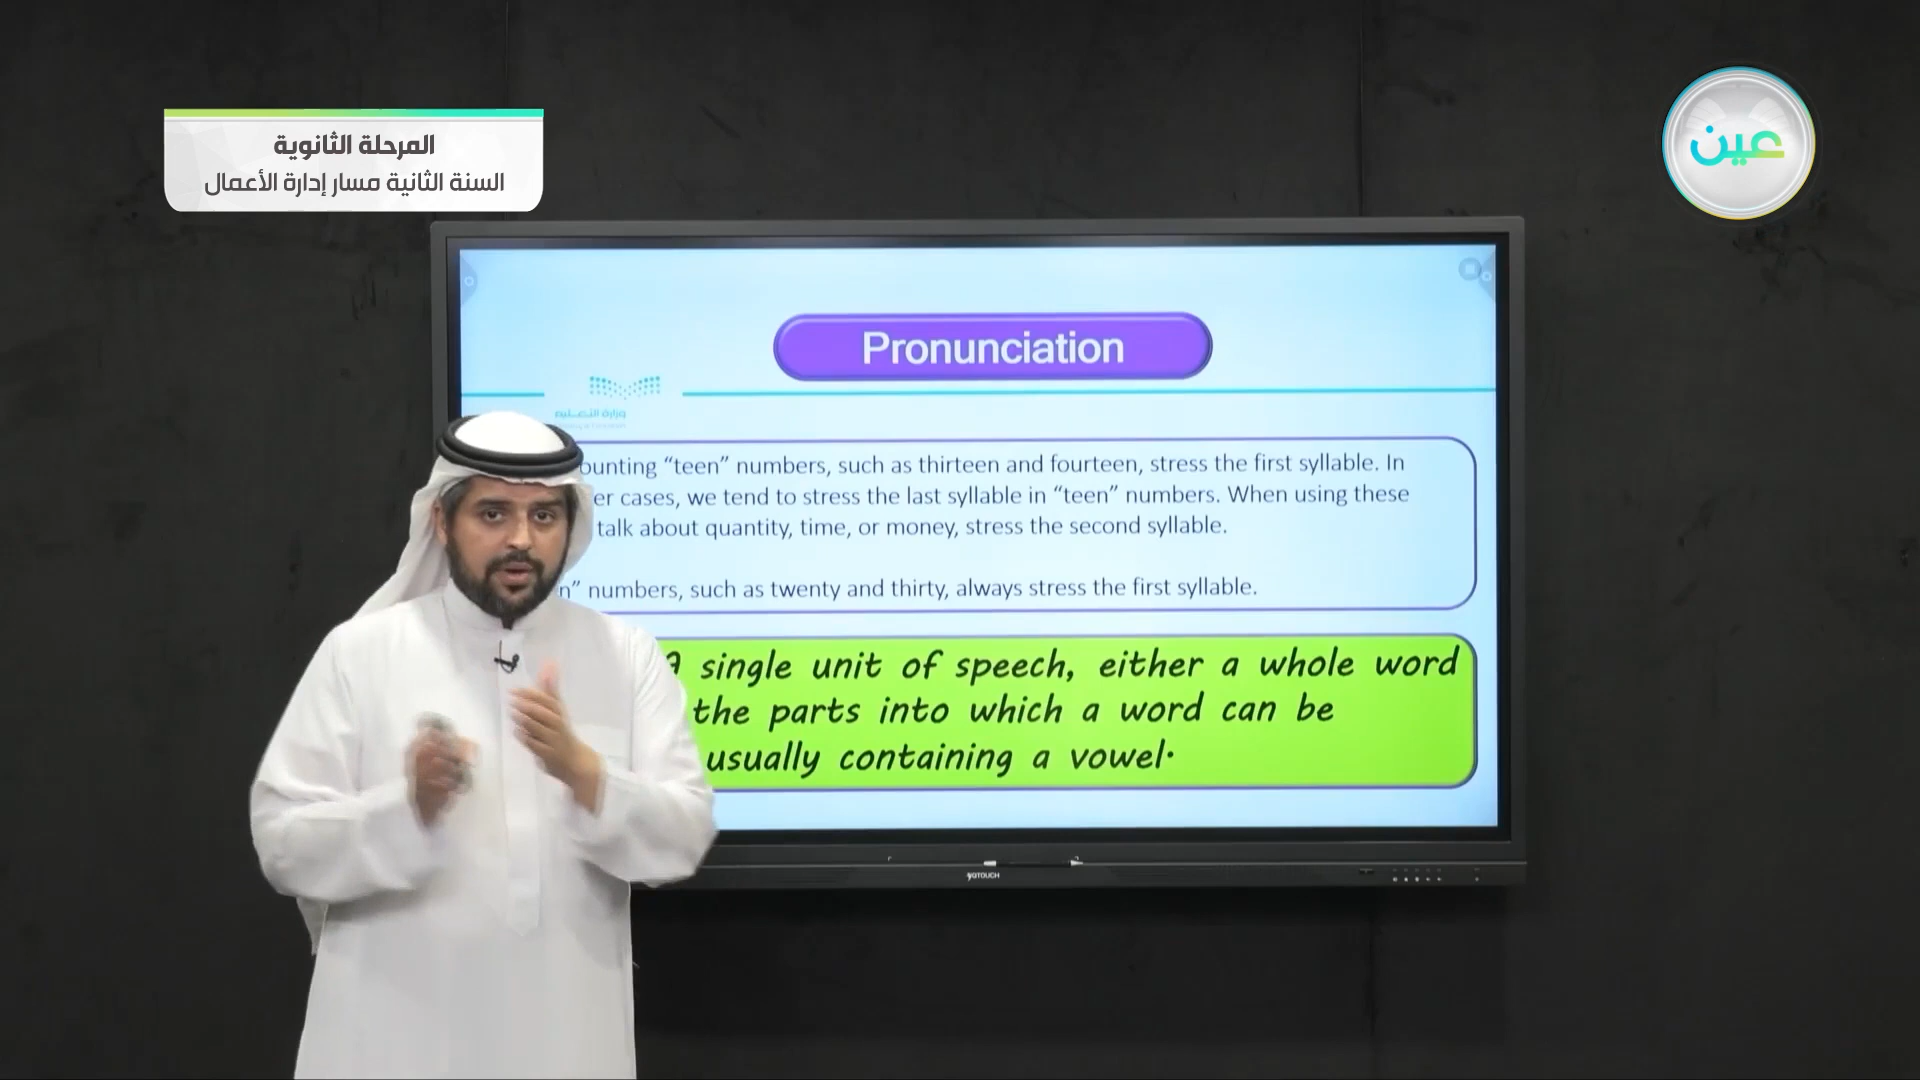 المرحلة الثانوية
السنة الثانية مسار إدارة الأعمال
عين
Pronunciation
وزارة التعليم
ounting “teen” numbers, such as thirteen and fourteen, stress the first syllable. In
er cases, we tend to stress the last syllable in “teen” numbers. When using these
talk about quantity, time, or money, stress the second syllable.
n” numbers, such as twenty and thirty, always stress the first syllable.
A single unit of speech, either a whole word
the parts into which a word can be
usually containing a vowel.